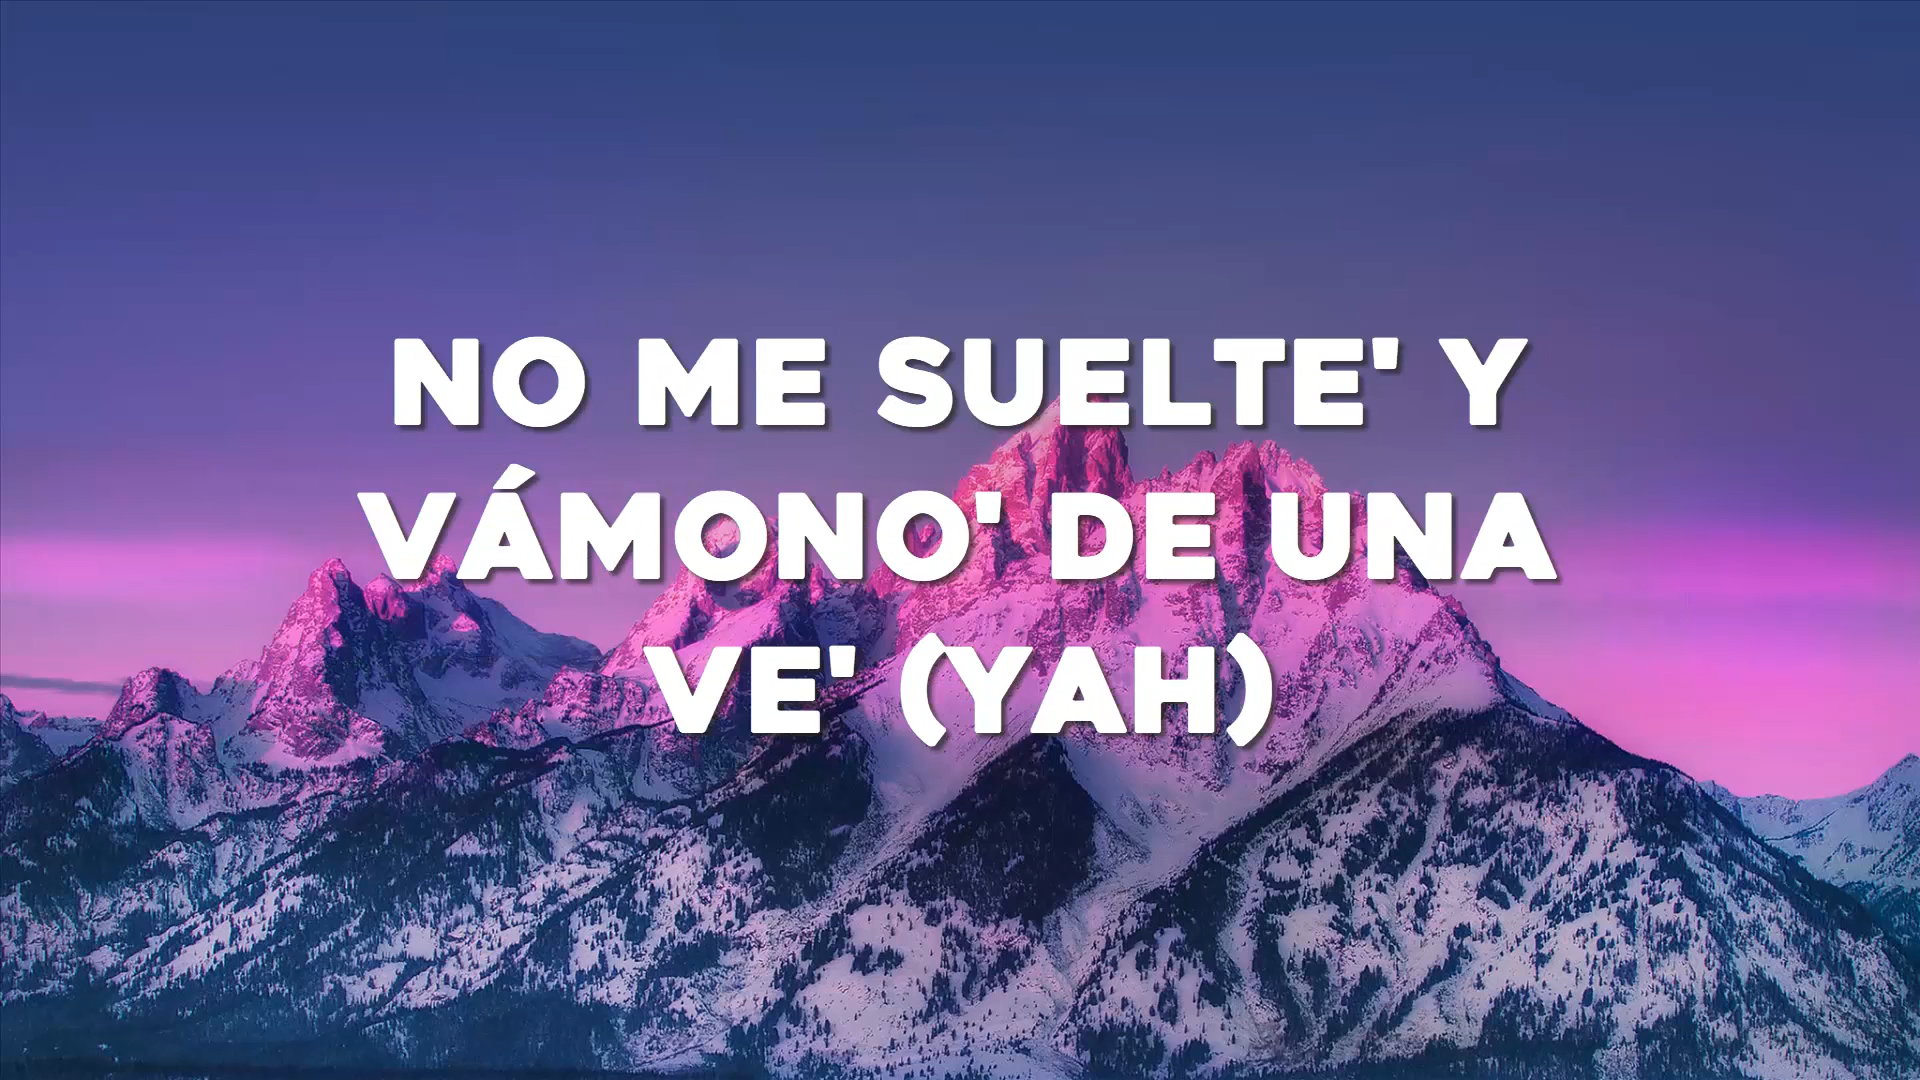 NO ME SUELTE' Y
VÁMONO' DE UNA
VE' (YAH)